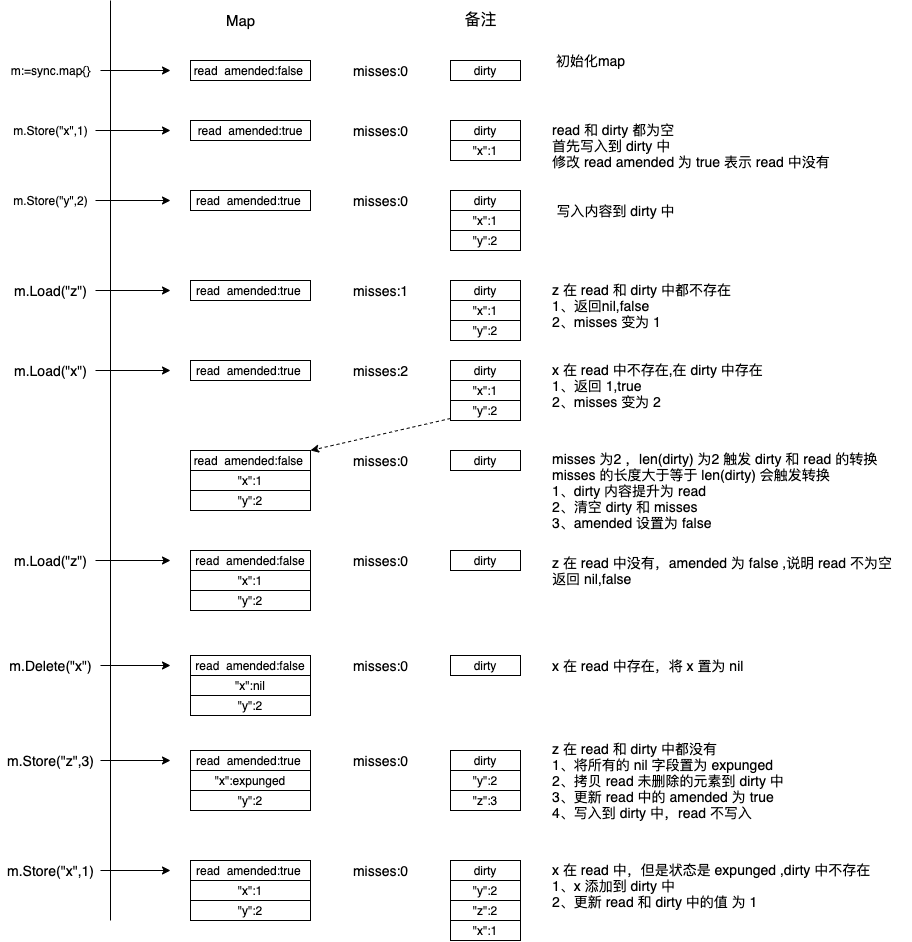 Map
备注
m:=sync.map{}
read amended:false
misses:0
dirty
初始化map
m.Store("x",1)
read amended:true
misses:0
dirty
"x":1
read 和 dirty 都为空
首先写入到 dirty 中
修改 read amended 为 true 表示 read 中没有
m.Store("y",2)
read amended:true
misses:0
dirty
"x":1
"y":2
写入内容到 dirty 中
m.Load("z")
read amended:true
misses:1
dirty
"x":1
"y":2
z 在 read 和 dirty 中都不存在
1、返回nil,false
2、misses 变为 1
m.Load("x")
read amended:true
misses:2
dirty
"x":1
"y":2
x 在 read 中不存在,在 dirty 中存在
1、返回 1,true
2、misses 变为 2
read amended:false
"x":1
"y":2
misses:0
dirty
misses 为2 ，len(dirty) 为2 触发 dirty 和 read 的转换
misses 的长度大于等于 len(dirty) 会触发转换
1、dirty 内容提升为 read
2、清空 dirty 和 misses
3、amended 设置为 false
m.Load("z")
read amended:false
"x":1
"y":2
misses:0
dirty
z 在 read 中没有，amended 为 false ,说明 read 不为空
返回 nil,false
m.Delete("x")
read amended:false
"x":nil
"y":2
misses:0
dirty
x 在 read 中存在，将 x 置为 nil
m.Store("z",3)
read amended:true
"x":expunged
"y":2
misses:0
dirty
"y":2
"z":3
z 在 read 和 dirty 中都没有
1、将所有的 nil 字段置为 expunged
2、拷贝 read 未删除的元素到 dirty 中
3、更新 read 中的 amended 为 true
4、写入到 dirty 中，read 不写入
m.Store("x",1)
read amended:true
"x":1
"y":2
misses:0
dirty
"y":2
"z":2
"x":1
x 在 read 中，但是状态是 expunged ,dirty 中不存在
1、x 添加到 dirty 中
2、更新 read 和 dirty 中的值 为 1